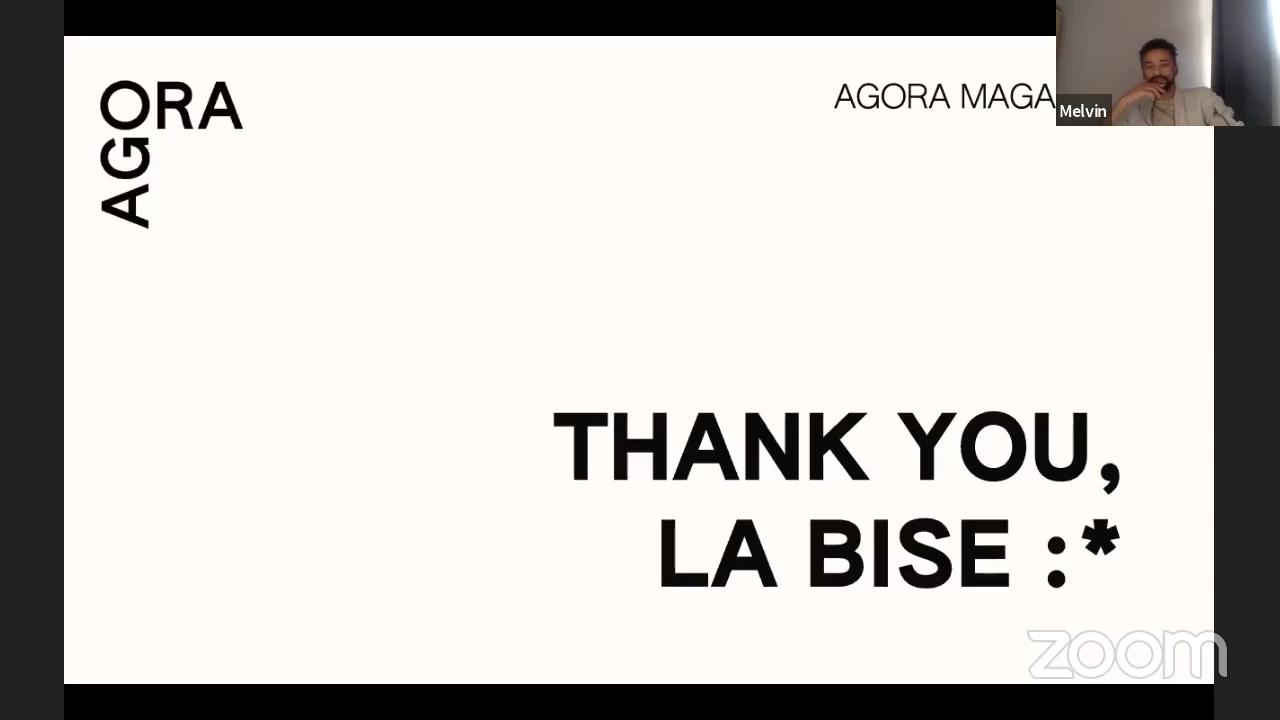 AGORA
AGORA MAGA
Melvin
THANK YOU,
LA BISE :*
zoom